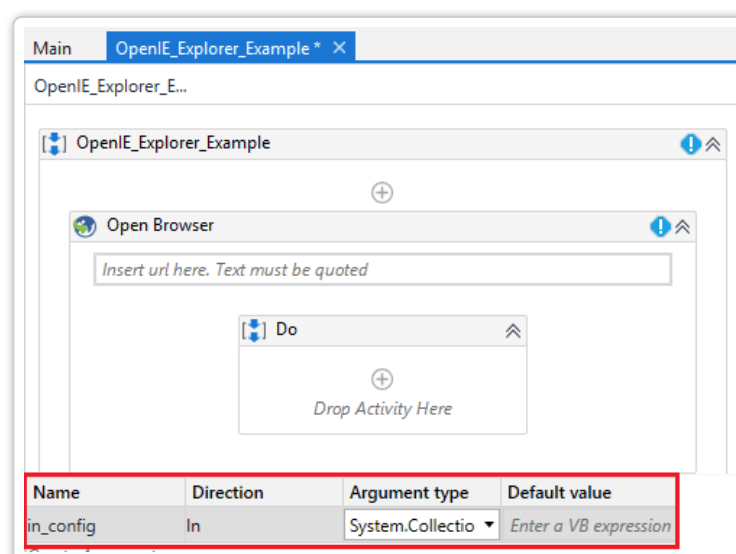 Main OpenIE_Explorer_Example * ×
OpenIE_Explorer_E...
OpenIE_Explorer_Example
Open Browser
Insert url here. Text must be quoted
Do
Drop Activity Here
Name Direction Argument type Default value
in_config In System.Collectio Enter a VB expression